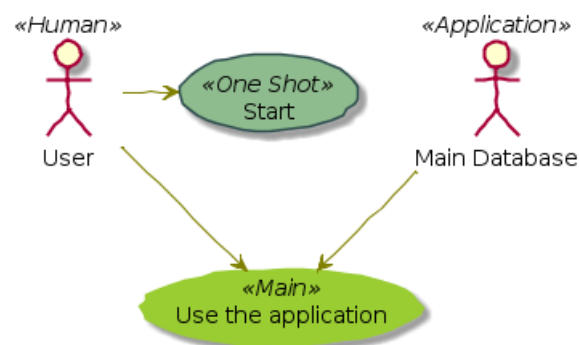 «Human»
User
«One Shot»
Start
«Application»
Main Database
«Main»
Use the application